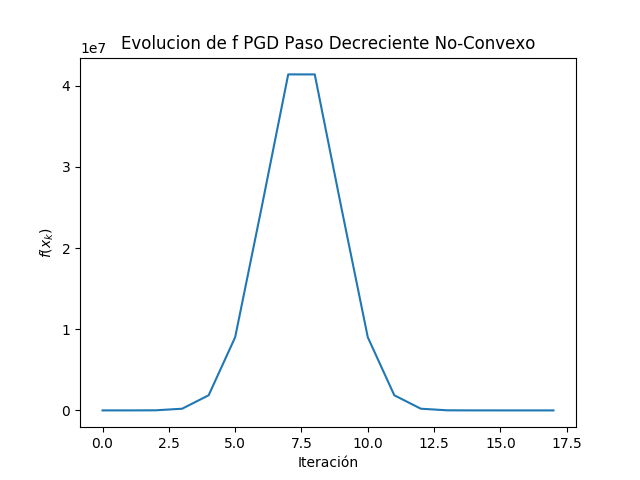 Evolucion de f PGD Paso Decreciente No-Convexo
1e7
4
3
2
1
0
f(x_k)
0.0 2.5 5.0 7.5 10.0 12.5 15.0 17.5
Iteración